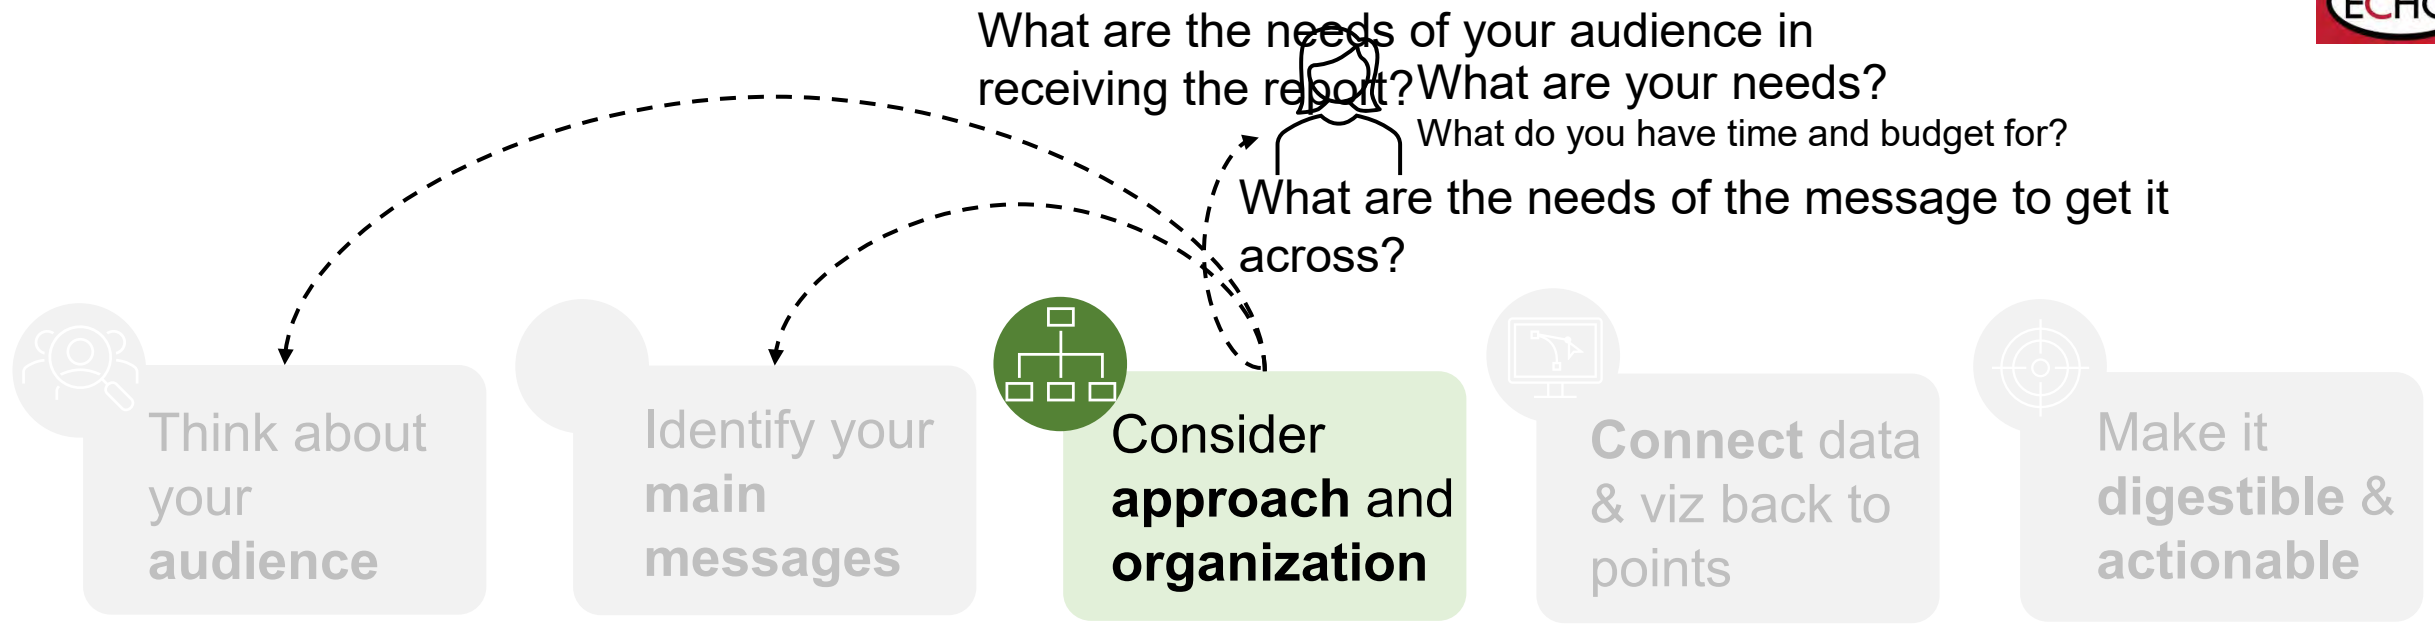 What are the needs of your audience in
receiving the report?
What are your needs?
What do you have time and budget for?
What are the needs of the message to get it
across?
Think about
your
audience
Identify your
main
messages
Consider
approach and
organization
Connect data
& viz back to
points
Make it
digestible &
actionable